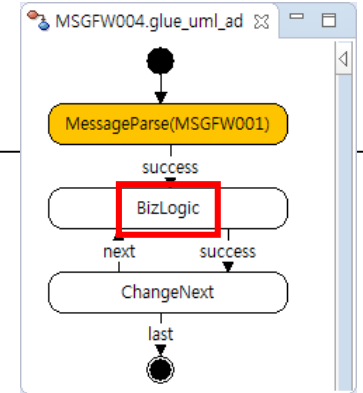 MSGFW004.glue_uml_ad
MessageParse(MSGFW001)
success
BizLogic
next success
ChangeNext
last